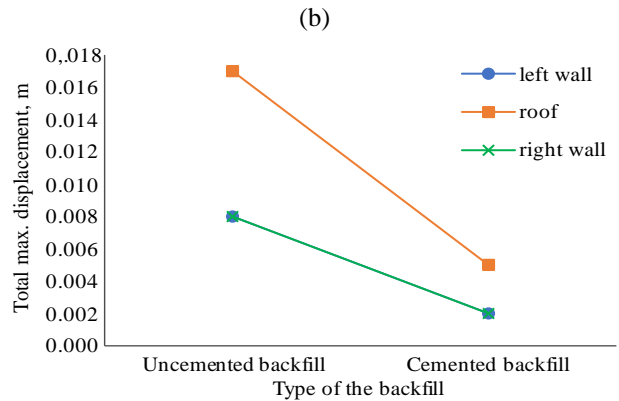 (b)
0,.018
0.016
0.014
0.012
0.010
0.008
0.006
0.004
0.002
0.000
Total max. displacement, m
left wall
roof
right wall
Uncemented backfill
Cemented backfill
Type of the backfill